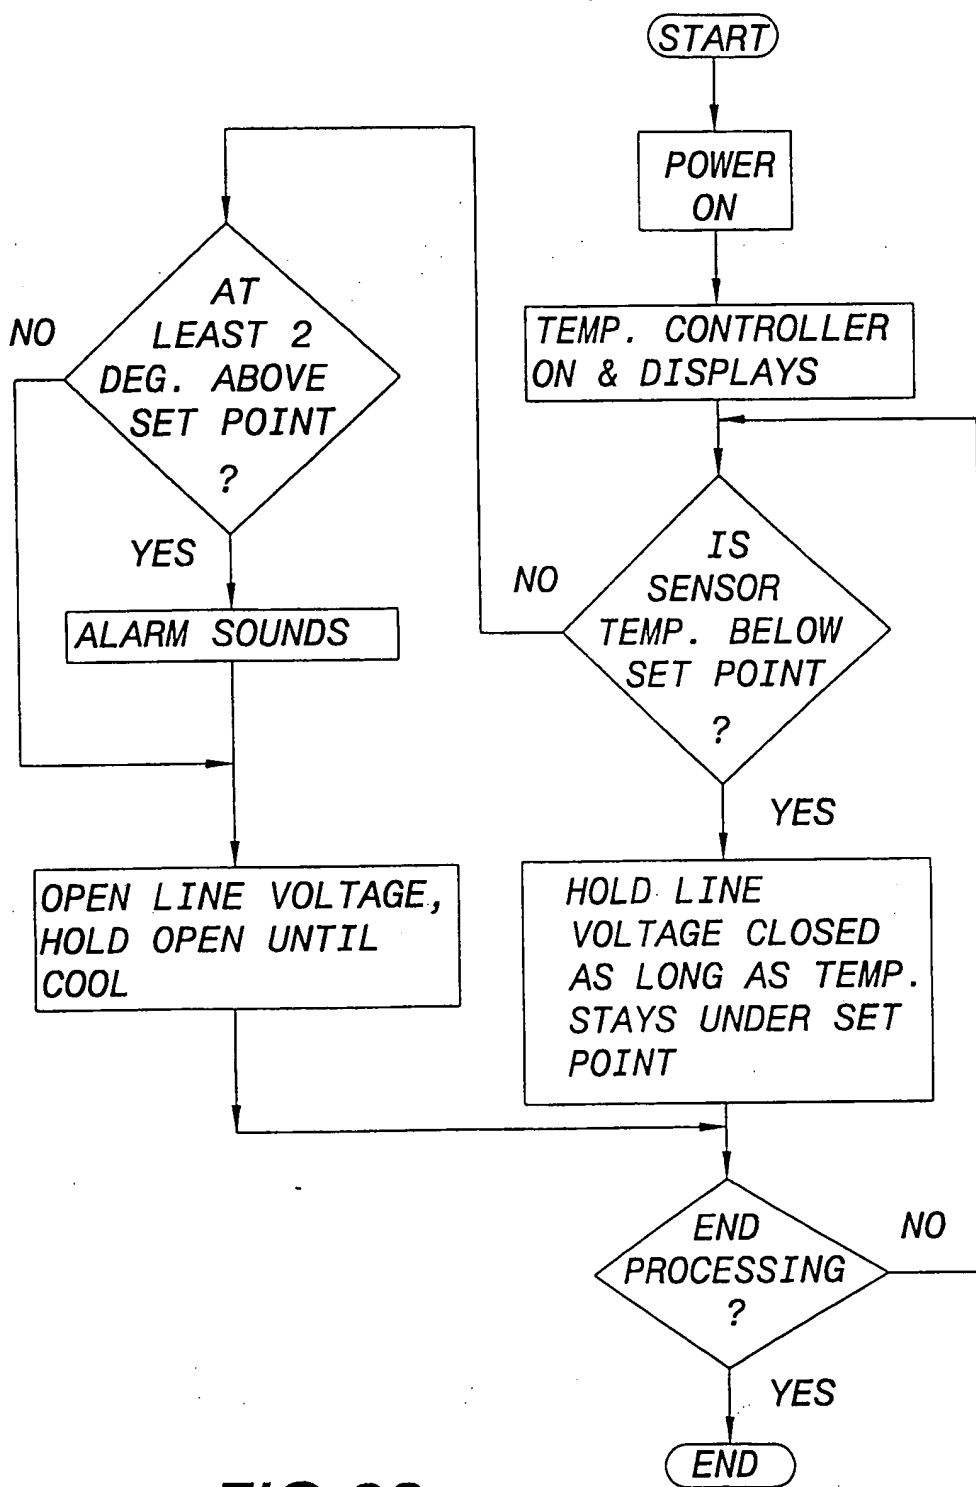 START
POWER
ON
TEMP. CONTROLLER
ON & DISPLAYS
IS
SENSOR
TEMP. BELOW
SET POINT
?
NO
YES
AT
LEAST 2
DEG. ABOVE
SET POINT
?
NO
YES
ALARM SOUNDS
OPEN LINE VOLTAGE,
HOLD OPEN UNTIL
COOL
HOLD LINE
VOLTAGE CLOSED
AS LONG AS TEMP.
STAYS UNDER SET
POINT
END
PROCESSING
?
NO
YES
END